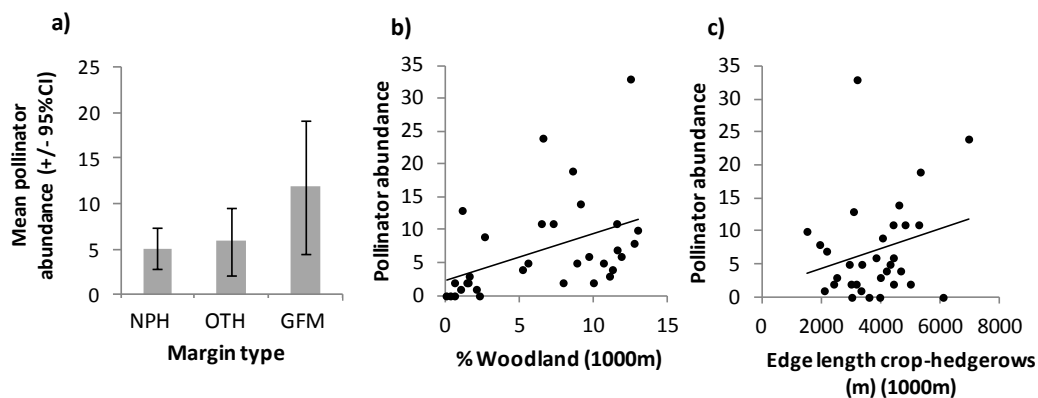 a)
Mean pollinator
abundance (+/- 95%CI)
25
20
15
10
5
0
NPH OTH GFM
Margin type
b)
Pollinator abundance
35
30
25
20
15
10
5
0
0 5 10 15
% Woodland (1000m)
c)
Pollinator abundance
35
30
25
20
15
10
5
0
0 2000 4000 6000 8000
Edge length crop-hedgerows
(m) (1000m)